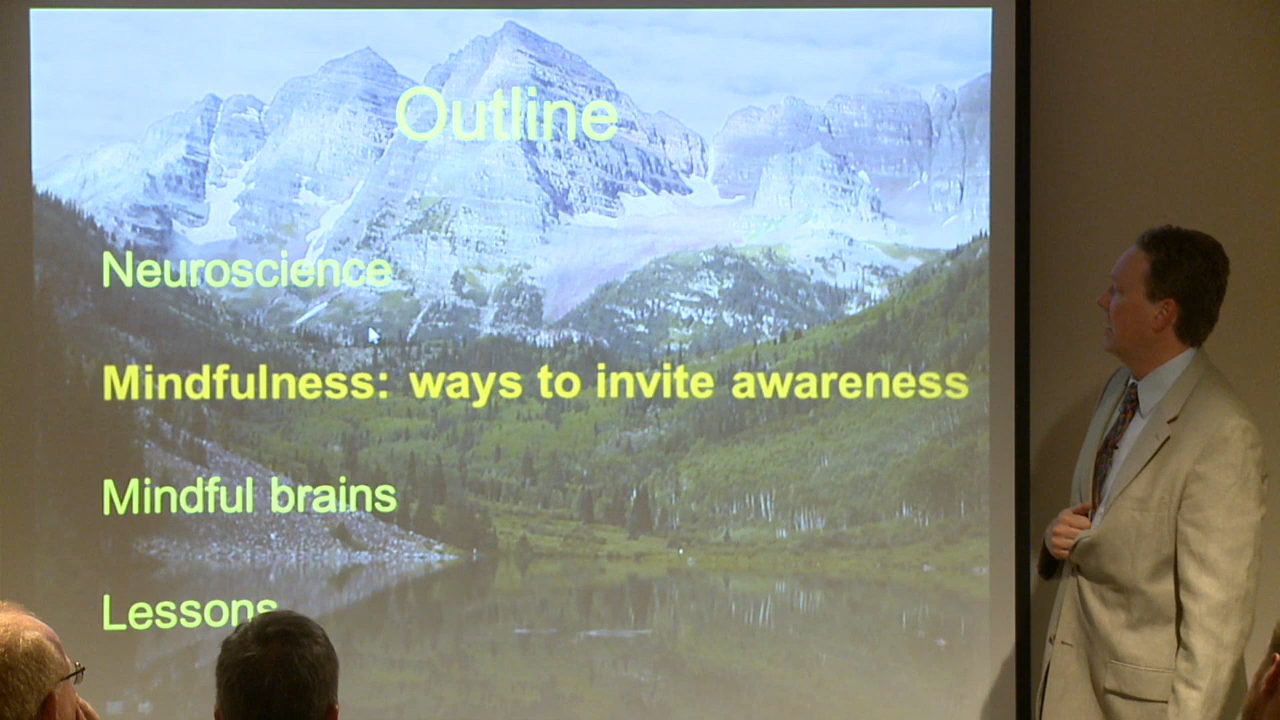 Outline
Neuroscience
Mindfulness: ways to invite awareness
Mindful brains
Lessons